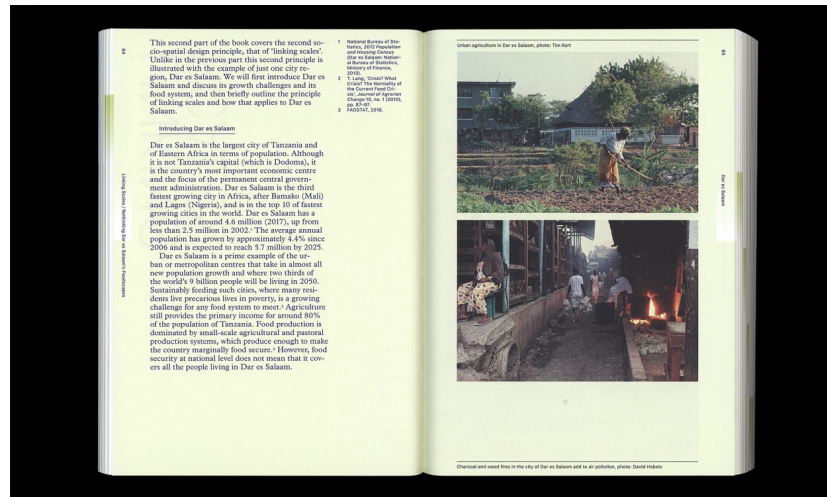 84
Linking Scales / Rethinking Dar es Salaam's Foodscapes
This second part of the book covers the second so-
cio-spatial design principle, that of 'linking scales'.
Unlike in the previous part this second principle is
illustrated with the example of just one city re-
gion, Dar es Salaam. We will first introduce Dar es
Salaam and discuss its growth challenges and its
food system, and then briefly outline the principle
of linking scales and how that applies to Dar es
Salaam.
Introducing Dar es Salaam
Dar es Salaam is the largest city of Tanzania and
of Eastern Africa in terms of population. Although
it is not Tanzania's capital (which is Dodoma), it
is the country's most important economic centre
and the focus of the permanent central govern-
ment administration. Dar es Salaam is the third
fastest growing city in Africa, after Bamako (Mali)
and Lagos (Nigeria), and is in the top 10 of fastest
growing cities in the world. Dar es Salaam has a
population of around 4.6 million (2017), up from
less than 2.5 million in 2002.¹ The average annual
population has grown by approximately 4.4% since
2006 and is expected to reach 5.7 million by 2025.
Dar es Salaam is a prime example of the ur-
ban or metropolitan centres that take in almost all
new population growth and where two thirds of
the world's 9 billion people will be living in 2050.
Sustainably feeding such cities, where many resi-
dents live precarious lives in poverty, is a growing
challenge for any food system to meet.² Agriculture
still provides the primary income for around 80%
of the population of Tanzania. Food production is
dominated by small-scale agricultural and pastoral
production systems, which produce enough to make
the country marginally food secure.³ However, food
security at national level does not mean that it cov-
ers all the people living in Dar es Salaam.
1 National Bureau of Sta-
tistics, 2012 Population
and Housing Census
(Dar es Salaam: Nation-
al Bureau of Statistics,
Ministry of Finance,
2013).
2 T. Lang, 'Crisis? What
Crisis? The Normality of
the Current Food Cri-
sis', Journal of Agrarian
Change 10, no. 1 (2010),
pp. 87–97.
3 FAOSTAT, 2016.
Urban agriculture in Dar es Salaam, photo: Tim Kort
85
Dar es Salaam
Charcoal and wood fires in the city of Dar es Salaam add to air pollution, photo: David Habets